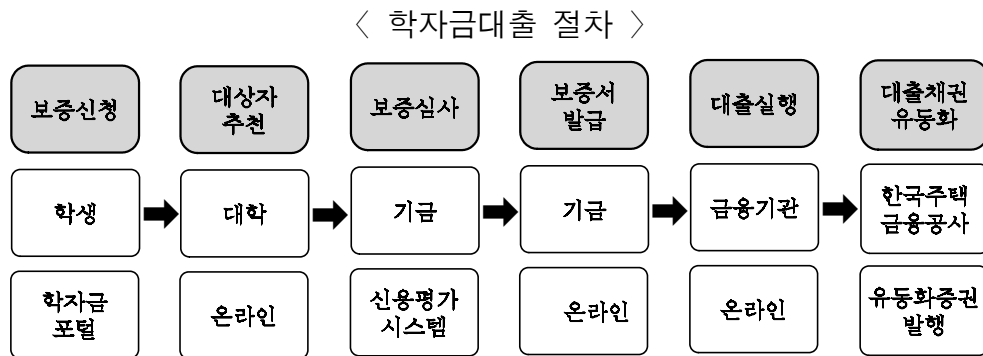 〈 학자금대출 절차 〉
보증신청
대상자
추천
보증심사
보증서
발급
대출실행
대출채권
유동화
학생
대학
기금
기금
금융기관
한국주택
금융공사
학자금
포털
온라인
신용평가
시스템
온라인
온라인
유동화증권
발행